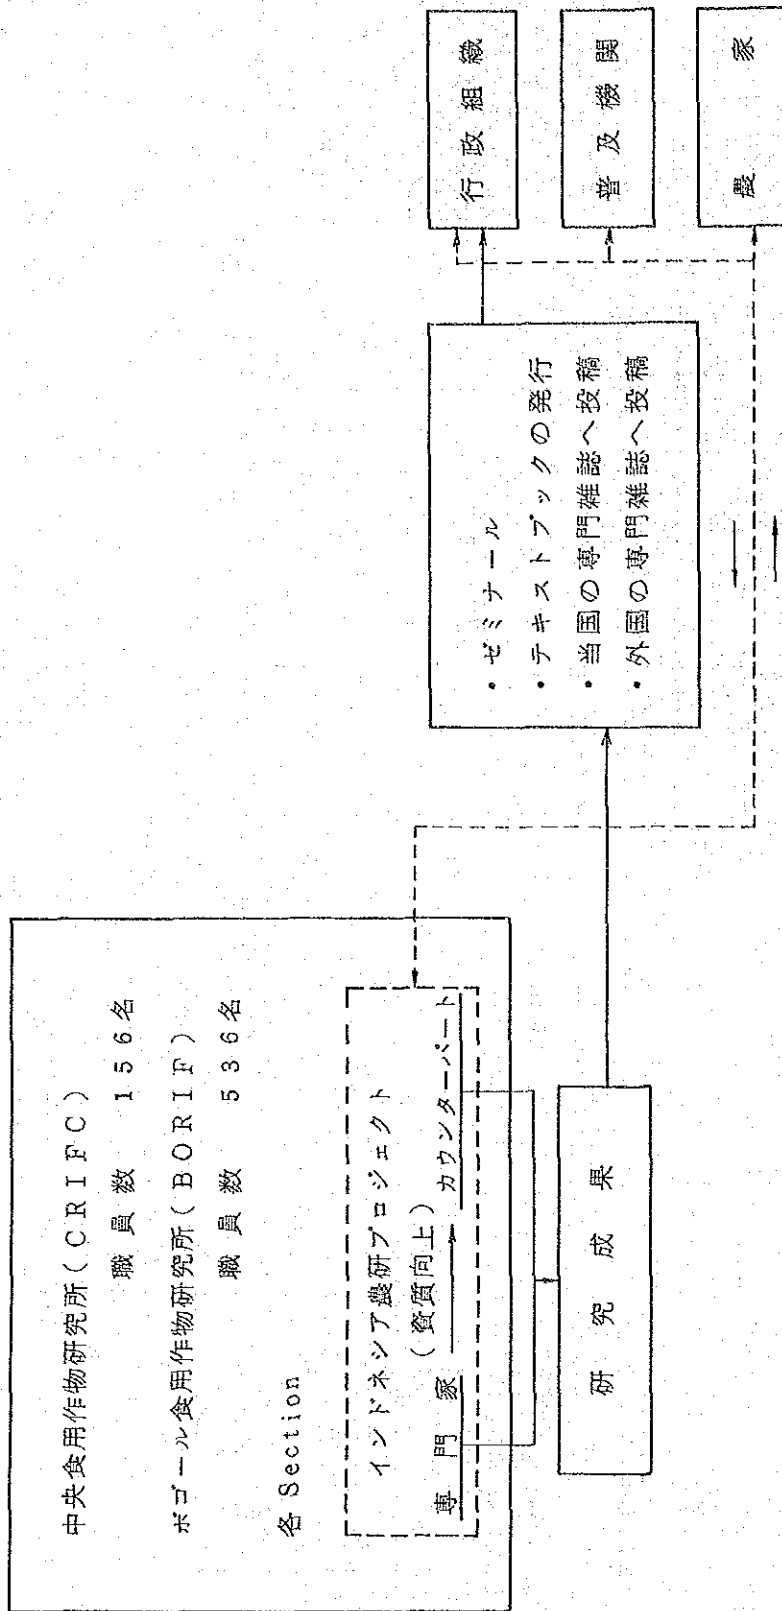 中央食用作物研究所(CRIFC)
職員数 156名
ボゴール食用作物研究所(BORIF)
職員数 536名
各 Section
インドネシア農研プロジェクト
(資質向上)
専門家 カウンターパート
研究成果
・ゼミナール
・テキストブックの発行
・当国の専門雑誌へ投稿
・外国の専門雑誌へ投稿
行政組織
普及機関
農家